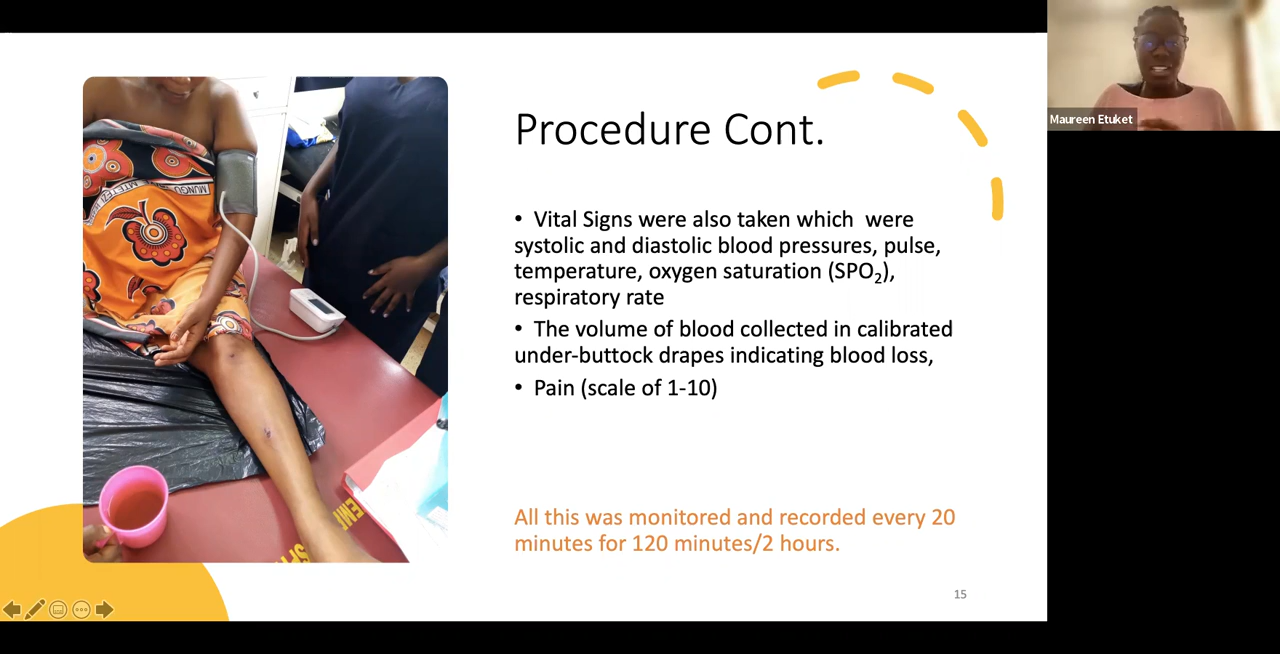 Procedure Cont.
• Vital Signs were also taken which were
systolic and diastolic blood pressures, pulse,
temperature, oxygen saturation (SPO₂),
respiratory rate
• The volume of blood collected in calibrated
under-buttock drapes indicating blood loss,
• Pain (scale of 1-10)
All this was monitored and recorded every 20
minutes for 120 minutes/2 hours.
15
Maureen Etuket
MUNGU